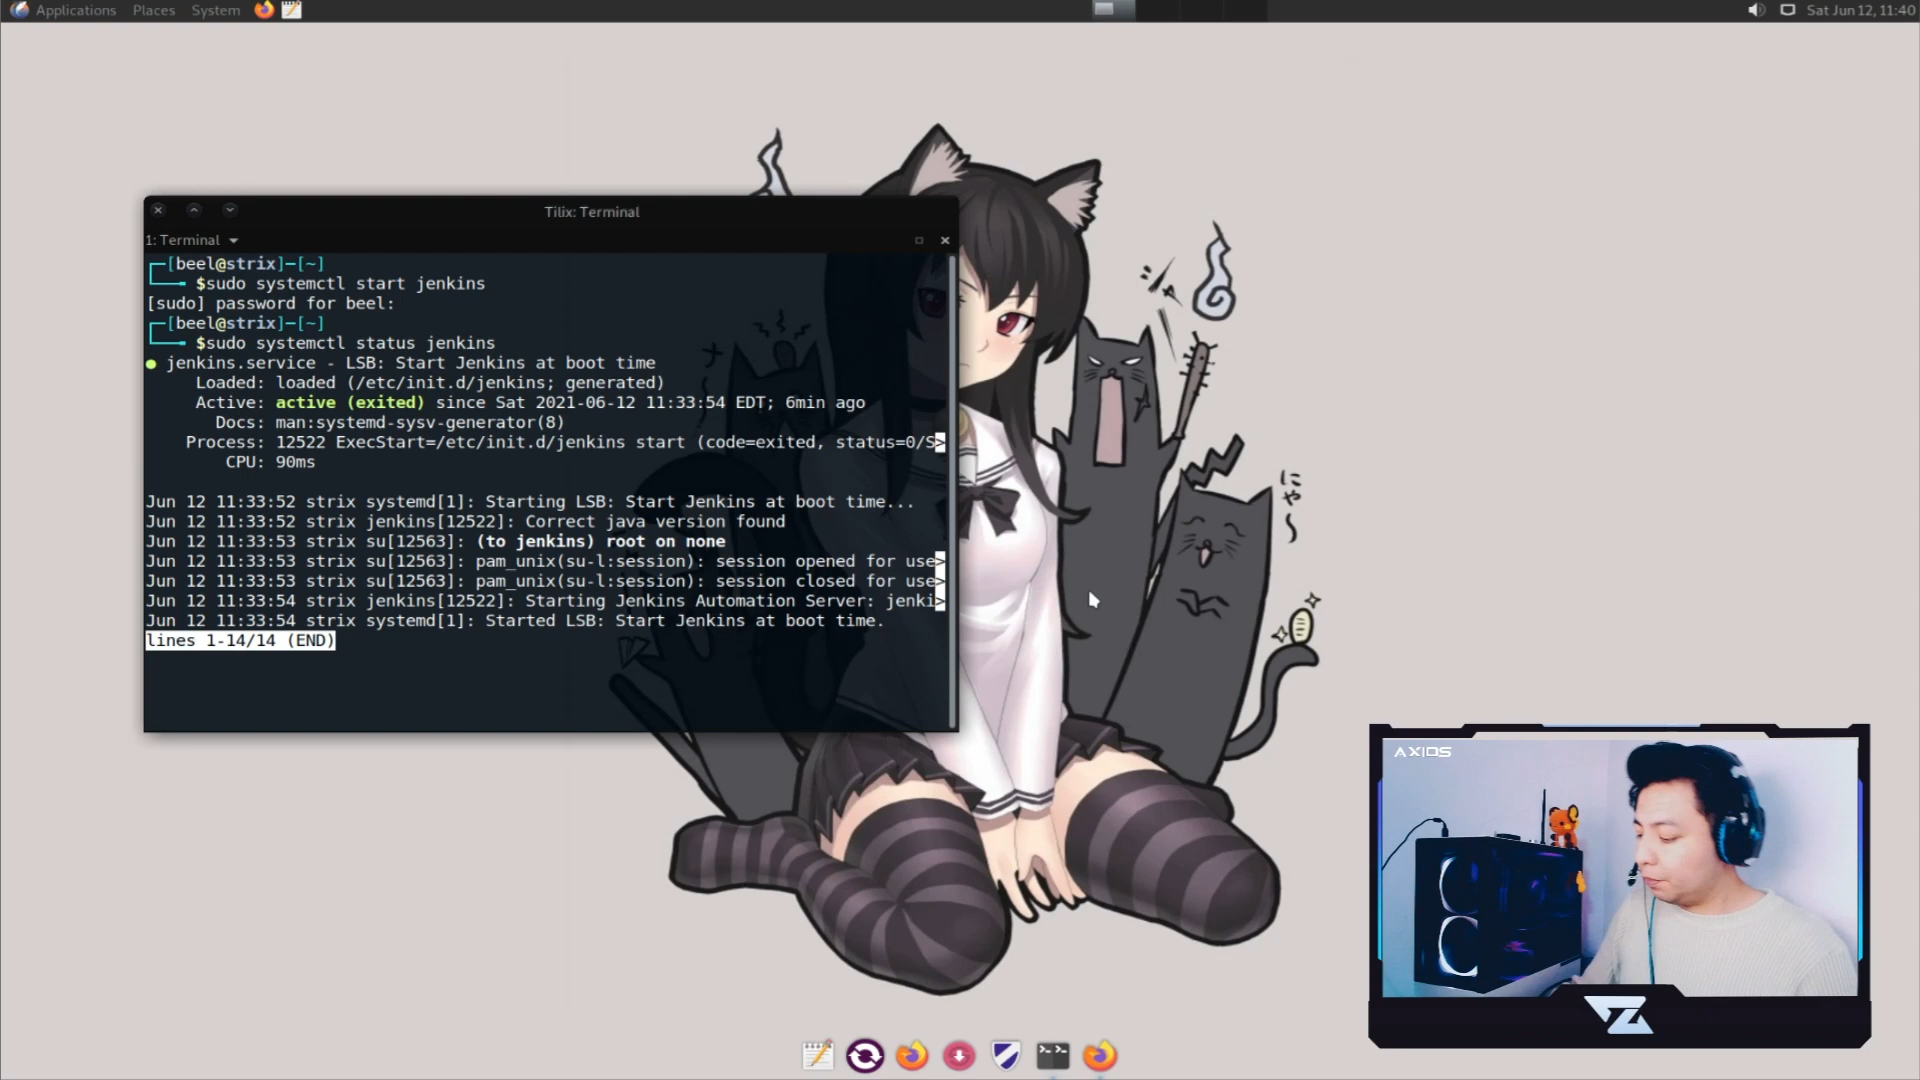 Applications Places System
Sat Jun 12, 11:40
Tilix: Terminal
1: Terminal
[beel@strix]─[~]
$sudo systemctl start jenkins
[sudo] password for beel:
[beel@strix]─[~]
$sudo systemctl status jenkins
● jenkins.service - LSB: Start Jenkins at boot time
Loaded: loaded (/etc/init.d/jenkins; generated)
Active: active (exited) since Sat 2021-06-12 11:33:54 EDT; 6min ago
Docs: man:systemd-sysv-generator(8)
Process: 12522 ExecStart=/etc/init.d/jenkins start (code=exited, status=0/S>
CPU: 90ms
Jun 12 11:33:52 strix systemd[1]: Starting LSB: Start Jenkins at boot time...
Jun 12 11:33:52 strix jenkins[12522]: Correct java version found
Jun 12 11:33:53 strix su[12563]: (to jenkins) root on none
Jun 12 11:33:53 strix su[12563]: pam_unix(su-l:session): session opened for use>
Jun 12 11:33:53 strix su[12563]: pam_unix(su-l:session): session closed for use>
Jun 12 11:33:54 strix jenkins[12522]: Starting Jenkins Automation Server: jenki>
Jun 12 11:33:54 strix systemd[1]: Started LSB: Start Jenkins at boot time.
lines 1-14/14 (END)
にゃ～
AXIOS